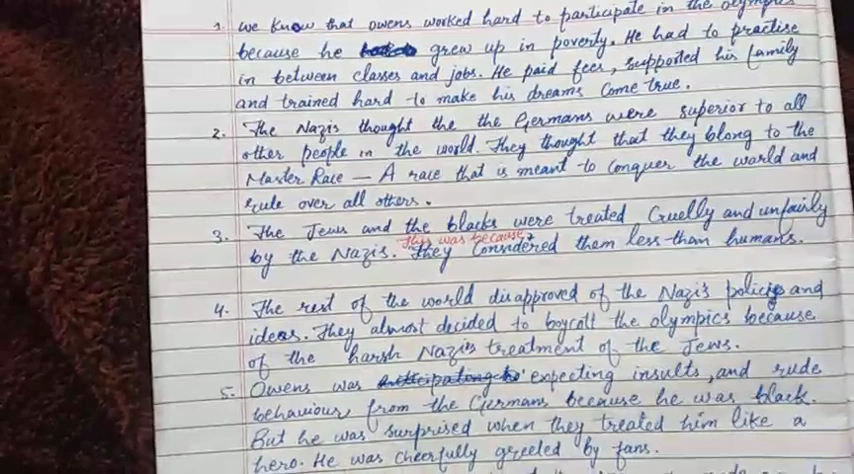 1. We know that Owens worked hard to participate in the Olympics
because he grew up in poverty. He had to practise
in between classes and jobs. He paid fees, supported his family
and trained hard to make his dreams come true.
2. The Nazis thought the the Germans were superior to all
other people in the world. They thought that they blong to the
Master Race — A race that is meant to conquer the world and
rule over all others.
3. The Jews and the blacks were treated Cruelly and unfairly
This was because
by the Nazis. They Considered them less than humans.
4. The rest of the world disapproved of the Nazi's policies and
ideas. They almost decided to boycott the Olympics because
of the harsh Nazis treatment of the Jews.
5. Owens was expecting insults, and rude
behaviour from the Germans because he was black.
But he was surprised when they treated him like a
hero. He was cheerfully greeted by fans.